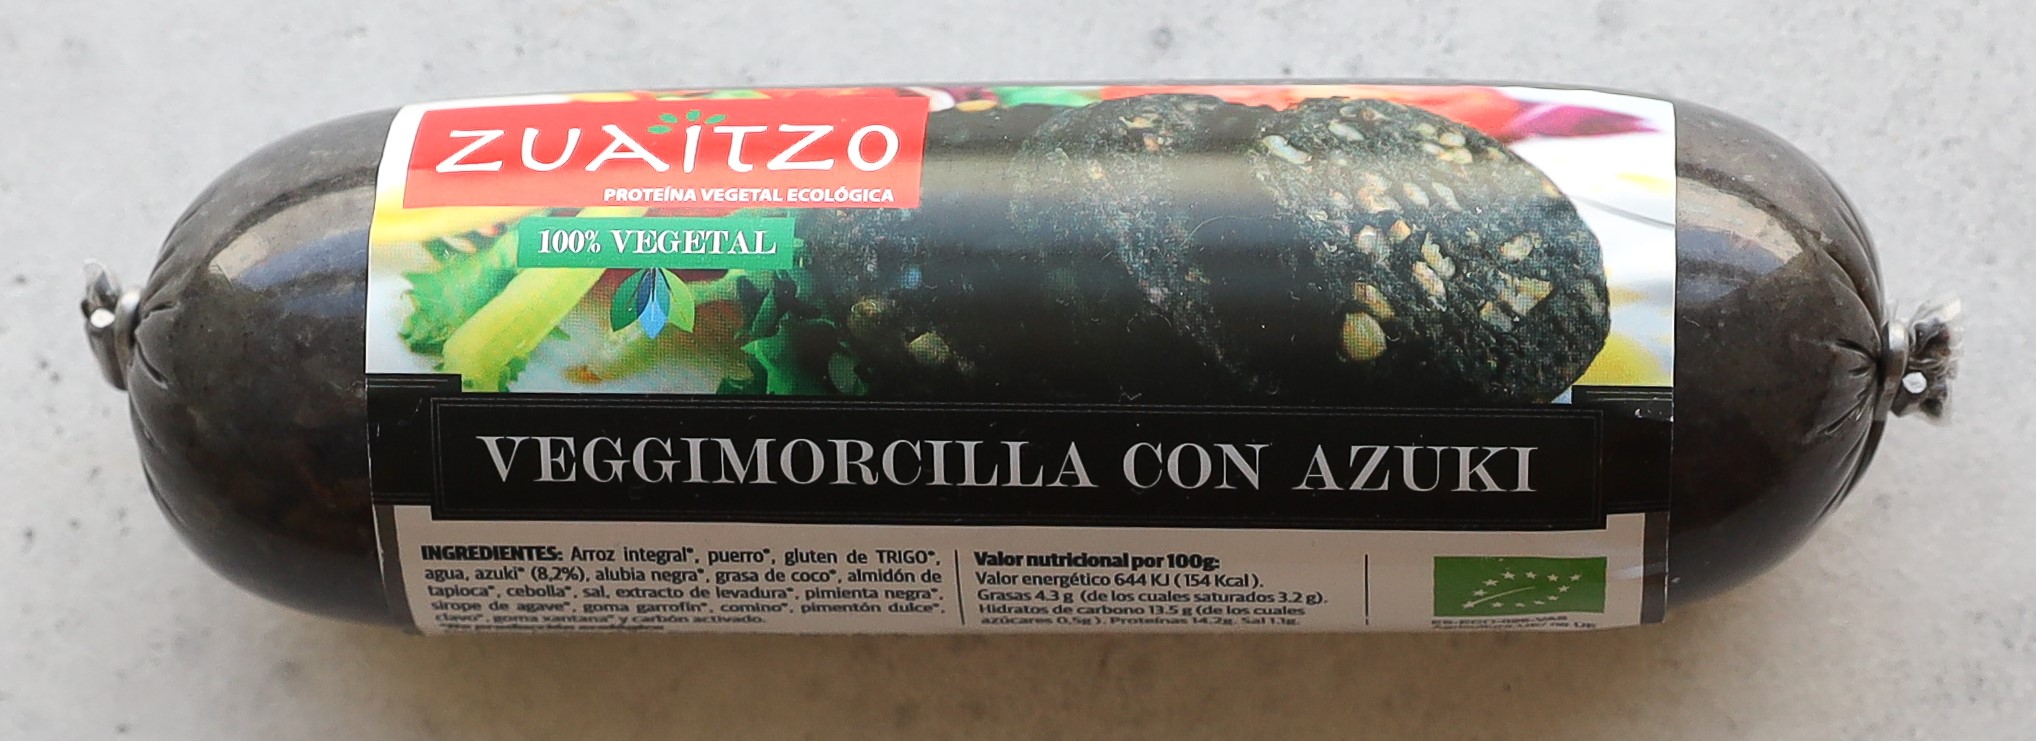 ZUAÏTZO
PROTEÍNA VEGETAL ECOLÓGICA
100% VEGETAL
VEGGIMORCILLA CON AZUKI
INGREDIENTES: Arroz integral*, puerro*, gluten de TRIGO*,
agua, azuki* (8,2%), alubia negra*, grasa de coco*, almidón de
tapioca*, cebolla*, sal, extracto de levadura*, pimienta negra*,
sirope de agave*, goma garrofín*, comino*, pimentón dulce*,
clavo*, goma xantana* y carbón activado.
*De producción ecológica
Valor nutricional por 100g:
Valor energético 644 KJ (154 Kcal).
Grasas 4.3 g (de los cuales saturados 3.2 g).
Hidratos de carbono 13.5 g (de los cuales
azúcares 0.5g). Proteínas 14.2g. Sal 1.1g.